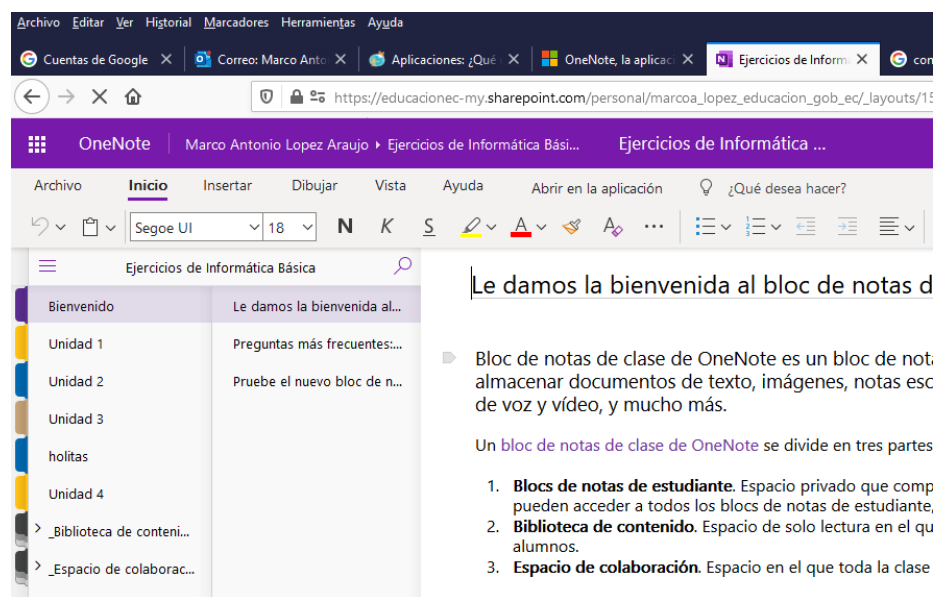 Archivo Editar Ver Historial Marcadores Herramientas Ayuda
Cuentas de Google Correo: Marco Anto Aplicaciones: ¿Qué OneNote, la aplicaci Ejercicios de Inform con
https://educacionec-my.sharepoint.com/personal/marcoa_lopez_educacion_gob_ec/_layouts/15
OneNote Marco Antonio Lopez Araujo Ejercicios de Informática Bási... Ejercicios de Informática ...
Archivo Inicio Insertar Dibujar Vista Ayuda Abrir en la aplicación ¿Qué desea hacer?
Segoe UI 18 N K S A A
Ejercicios de Informática Básica
Bienvenido
Unidad 1
Unidad 2
Unidad 3
holitas
Unidad 4
_Biblioteca de conteni...
_Espacio de colaborac...
Le damos la bienvenida al...
Preguntas más frecuentes:...
Pruebe el nuevo bloc de n...
Le damos la bienvenida al bloc de notas d
Bloc de notas de clase de OneNote es un bloc de nota
almacenar documentos de texto, imágenes, notas esc
de voz y vídeo, y mucho más.
Un bloc de notas de clase de OneNote se divide en tres partes
1. Blocs de notas de estudiante. Espacio privado que comp
pueden acceder a todos los blocs de notas de estudiante,
2. Biblioteca de contenido. Espacio de solo lectura en el qu
alumnos.
3. Espacio de colaboración. Espacio en el que toda la clase